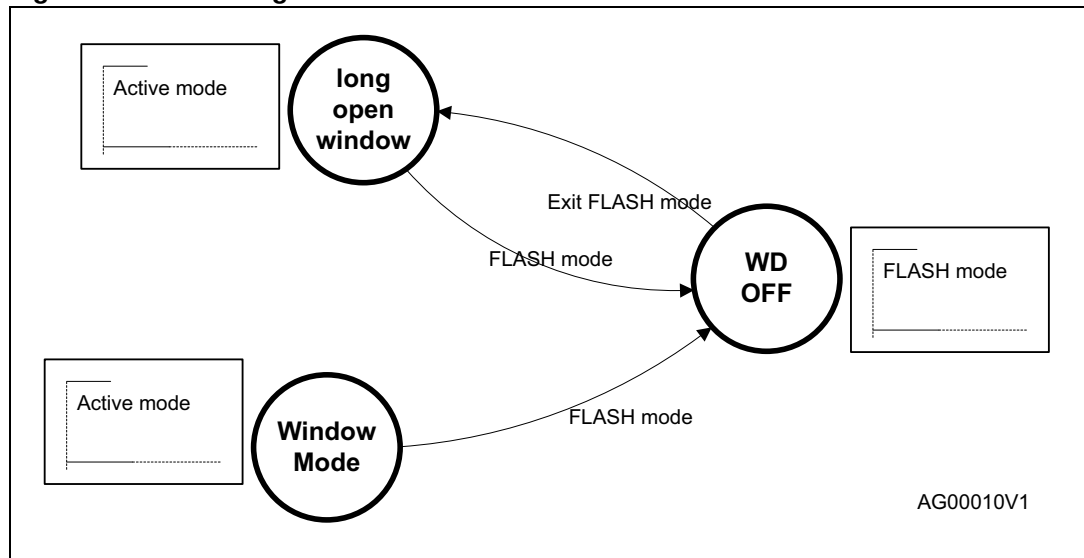 Active mode
long
open
window
Exit FLASH mode
FLASH mode
WD
OFF
FLASH mode
Active mode
Window
Mode
FLASH mode
AG00010V1